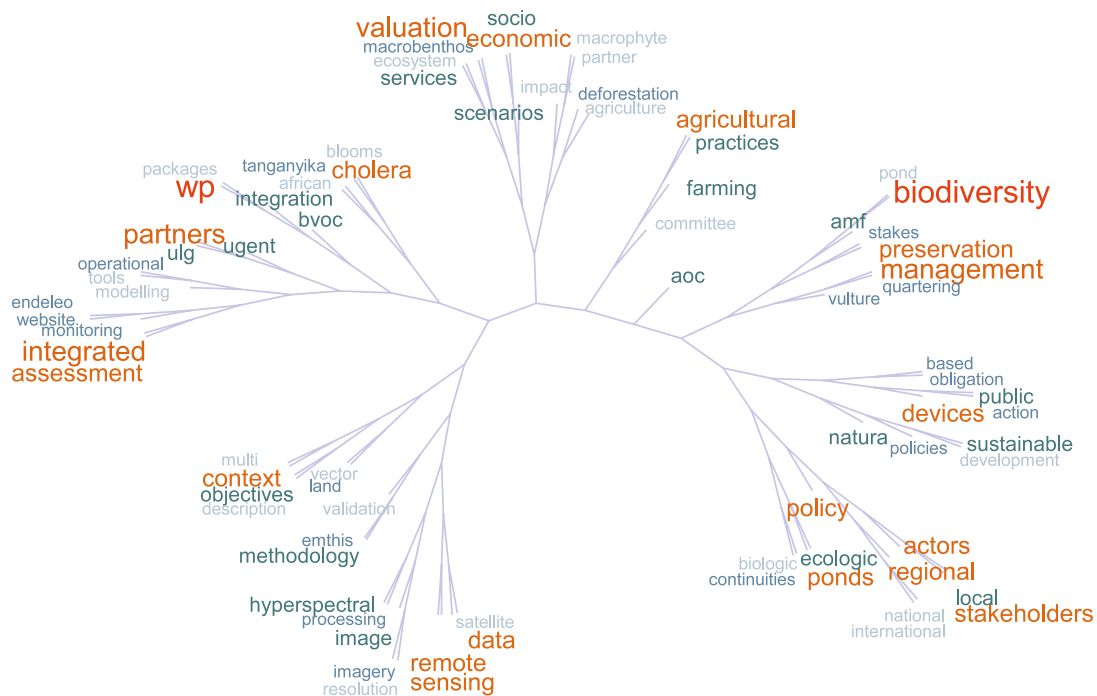 socio
valuation
economic
macrophyte
macrobenthos
partner
ecosystem
services
impact
deforestation
agriculture
scenarios
agricultural
practices
farming
committee
aoc
blooms
tanganyika
cholera
packages
african
wp
integration
bvoc
partners
ugent
ulg
operational
tools
modelling
endeleo
website
monitoring
integrated
assessment
pond
biodiversity
amf
stakes
preservation
management
quartering
vulture
based
obligation
public
devices
action
natura
policies
sustainable
development
multi
context
vector
objectives
land
description
validation
emthis
methodology
hyperspectral
processing
image
satellite
data
imagery
remote
resolution
sensing
policy
actors
biologic
ecologic
continuities
ponds
regional
local
national
stakeholders
international